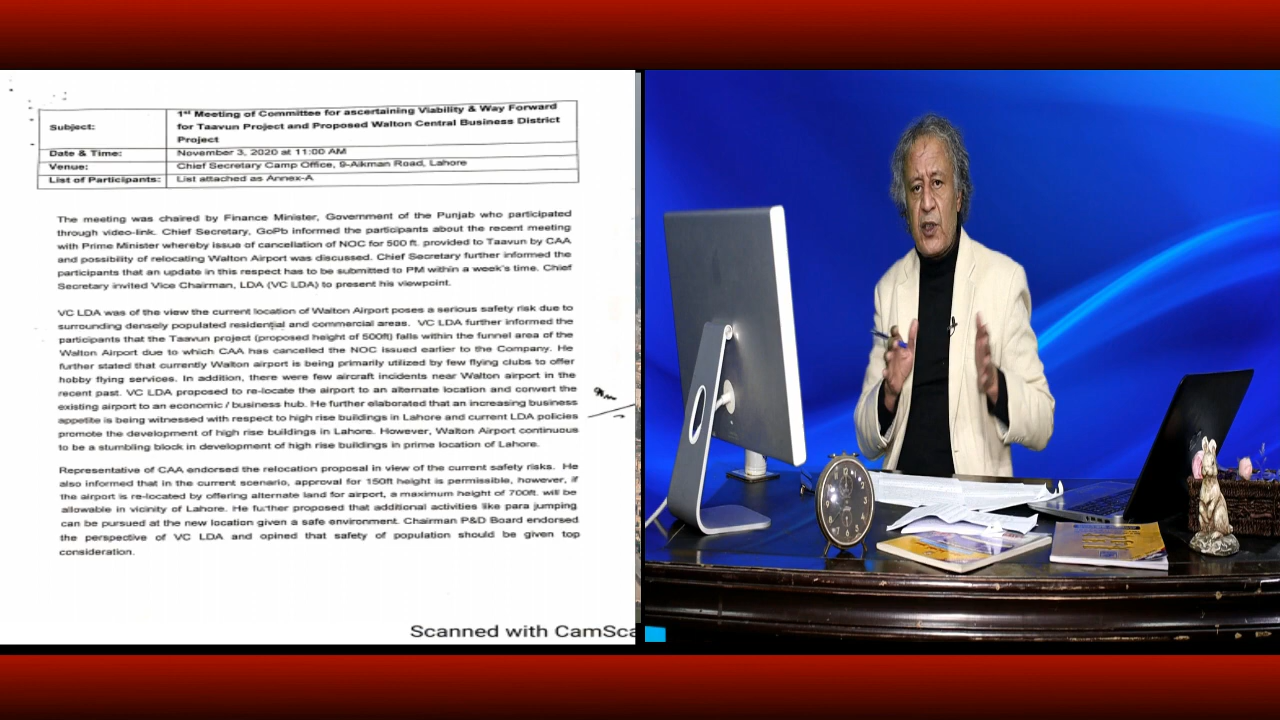 Subject:
1st Meeting of Committee for ascertaining Viability & Way Forward
for Taavun Project and Proposed Walton Central Business District
Project
Date & Time: November 3, 2020 at 11:00 AM
Venue: Chief Secretary Camp Office, 9-Aikman Road, Lahore
List of Participants: List attached as Annex-A
The meeting was chaired by Finance Minister, Government of the Punjab who participated
through video-link. Chief Secretary, GoPb informed the participants about the recent meeting
with Prime Minister whereby issue of cancellation of NOC for 500 ft. provided to Taavun by CAA
and possibility of relocating Walton Airport was discussed. Chief Secretary further informed the
participants that an update in this respect has to be submitted to PM within a week's time. Chief
Secretary invited Vice Chairman, LDA (VC LDA) to present his viewpoint.
VC LDA was of the view the current location of Walton Airport poses a serious safety risk due to
surrounding densely populated residential and commercial areas. VC LDA further informed the
participants that the Taavun project (proposed height of 500ft) falls within the funnel area of the
Walton Airport due to which CAA has cancelled the NOC issued earlier to the Company. He
further stated that currently Walton airport is being primarily utilized by few flying clubs to offer
hobby flying services. In addition, there were few aircraft incidents near Walton airport in the
recent past. VC LDA proposed to re-locate the airport to an alternate location and convert the
existing airport to an economic / business hub. He further elaborated that an increasing business
appetite is being witnessed with respect to high rise buildings in Lahore and current LDA policies
promote the development of high rise buildings in Lahore. However, Walton Airport continuous
to be a stumbling block in development of high rise buildings in prime location of Lahore.
Representative of CAA endorsed the relocation proposal in view of the current safety risks. He
also informed that in the current scenario, approval for 150ft height is permissible, however, if
the airport is re-located by offering alternate land for airport, a maximum height of 700ft. will be
allowable in vicinity of Lahore. He further proposed that additional activities like para jumping
can be pursued at the new location given a safe environment. Chairman P&D Board endorsed
the perspective of VC LDA and opined that safety of population should be given top
consideration.
Scanned with CamSca